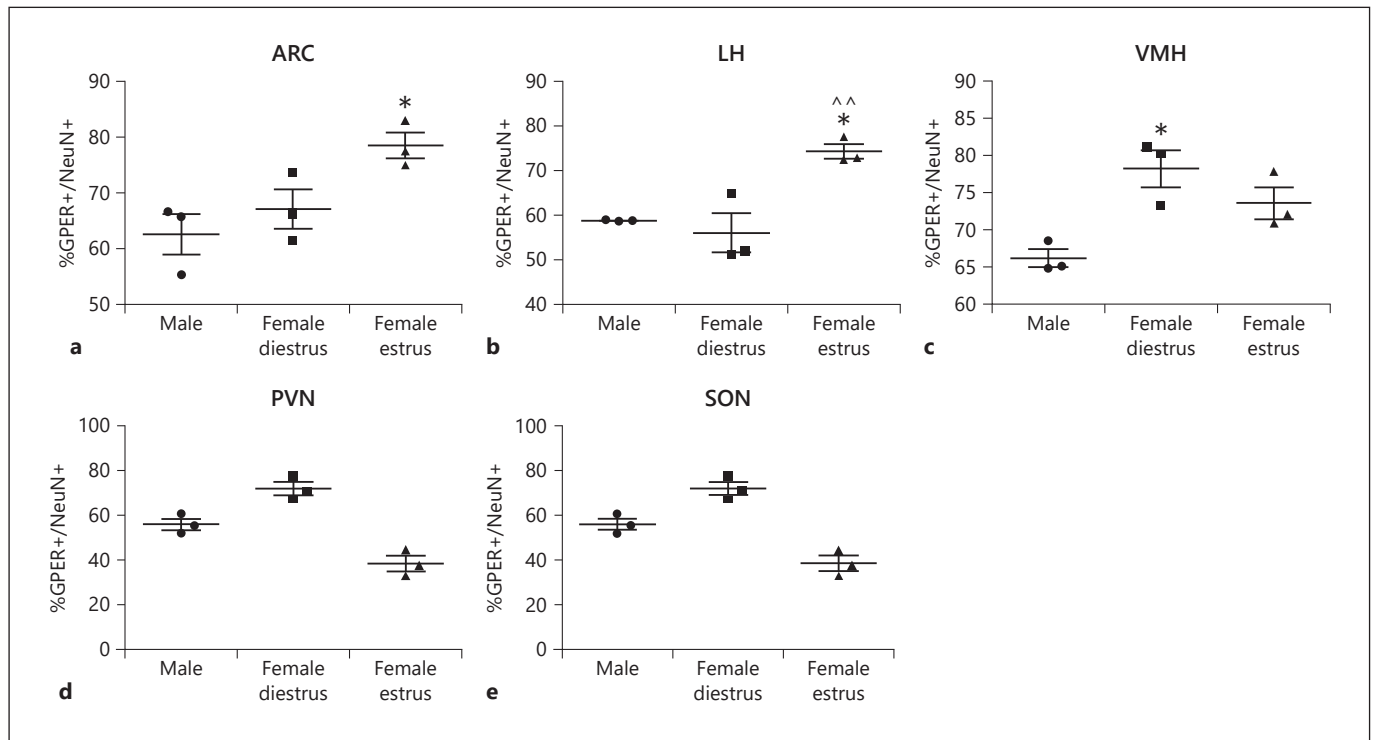 ARC
%GPER+/NeuN+
90
80
70
60
50
*
Male
Female
diestrus
Female
estrus
a
LH
%GPER+/NeuN+
90
80
70
60
50
40
^ ^
*
Male
Female
diestrus
Female
estrus
b
VMH
%GPER+/NeuN+
90
85
80
75
70
65
60
*
Male
Female
diestrus
Female
estrus
c
PVN
%GPER+/NeuN+
100
80
60
40
20
0
Male
Female
diestrus
Female
estrus
d
SON
%GPER+/NeuN+
100
80
60
40
20
0
Male
Female
diestrus
Female
estrus
e